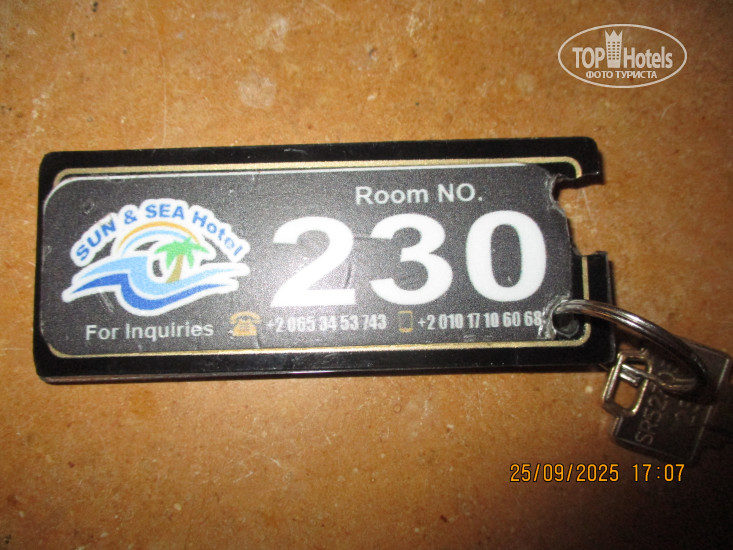 TOP Hotels
ФОТО ТУРИСТА
Room NO.
SUN & SEA Hotel
230
For Inquiries +2 065 34 53 743 +2 010 17 10 60 68
25/09/2025 17:07